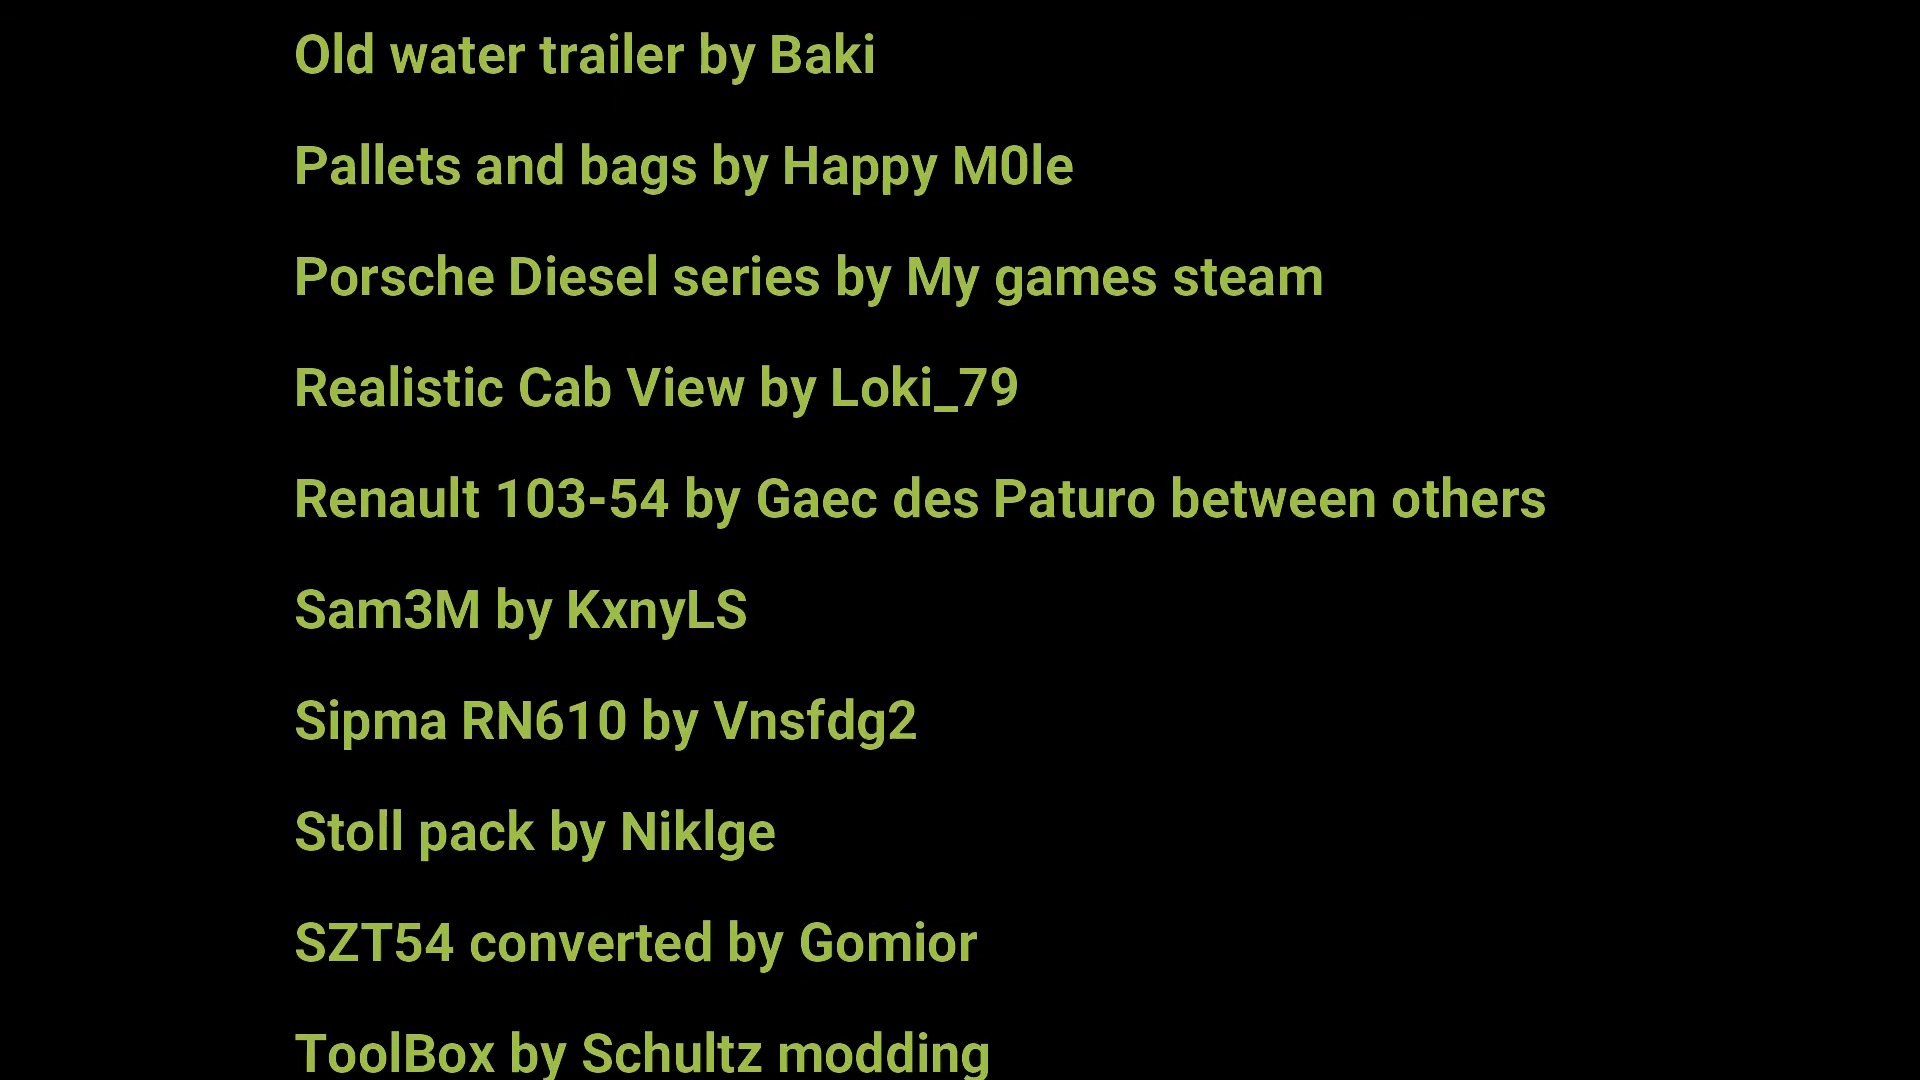 Old water trailer by Baki
Pallets and bags by Happy M0le
Porsche Diesel series by My games steam
Realistic Cab View by Loki_79
Renault 103-54 by Gaec des Paturo between others
Sam3M by KxnyLS
Sipma RN610 by Vnsfdg2
Stoll pack by Niklge
SZT54 converted by Gomior
ToolBox by Schultz modding